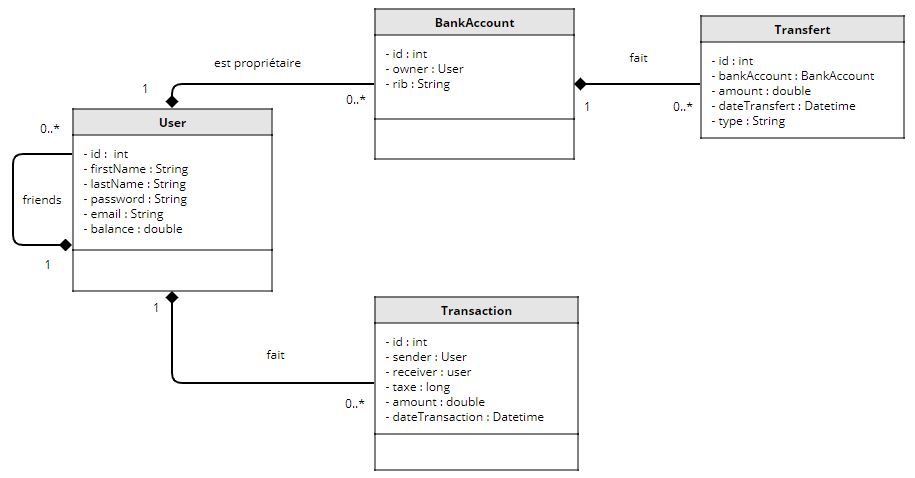 BankAccount
- id : int
- owner : User
- rib : String
Transfert
- id : int
- bankAccount : BankAccount
- amount : double
- dateTransfert : Datetime
- type : String
est propriétaire
1
0..*
fait
1
0..*
User
- id :  int
- firstName : String
- lastName : String
- password : String
- email : String
- balance : double
0..*
friends
1
1
fait
0..*
Transaction
- id : int
- sender : User
- receiver : user
- taxe : long
- amount : double
- dateTransaction : Datetime